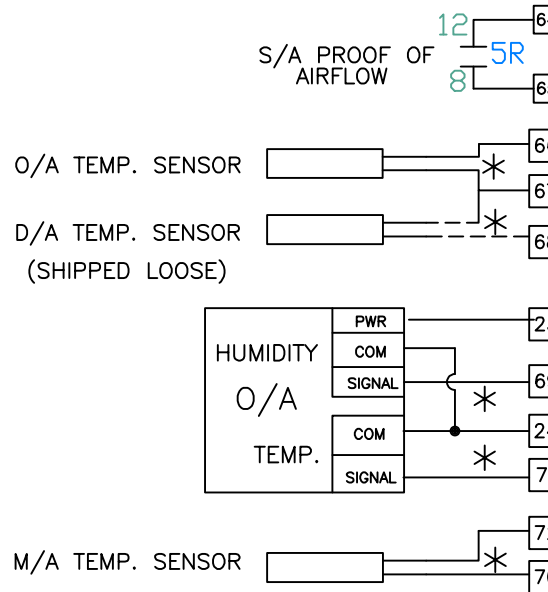 12
S/A PROOF OF
AIRFLOW
5R
8
O/A TEMP. SENSOR
D/A TEMP. SENSOR
(SHIPPED LOOSE)
HUMIDITY
O/A
TEMP.
PWR
COM
SIGNAL
COM
SIGNAL
M/A TEMP. SENSOR